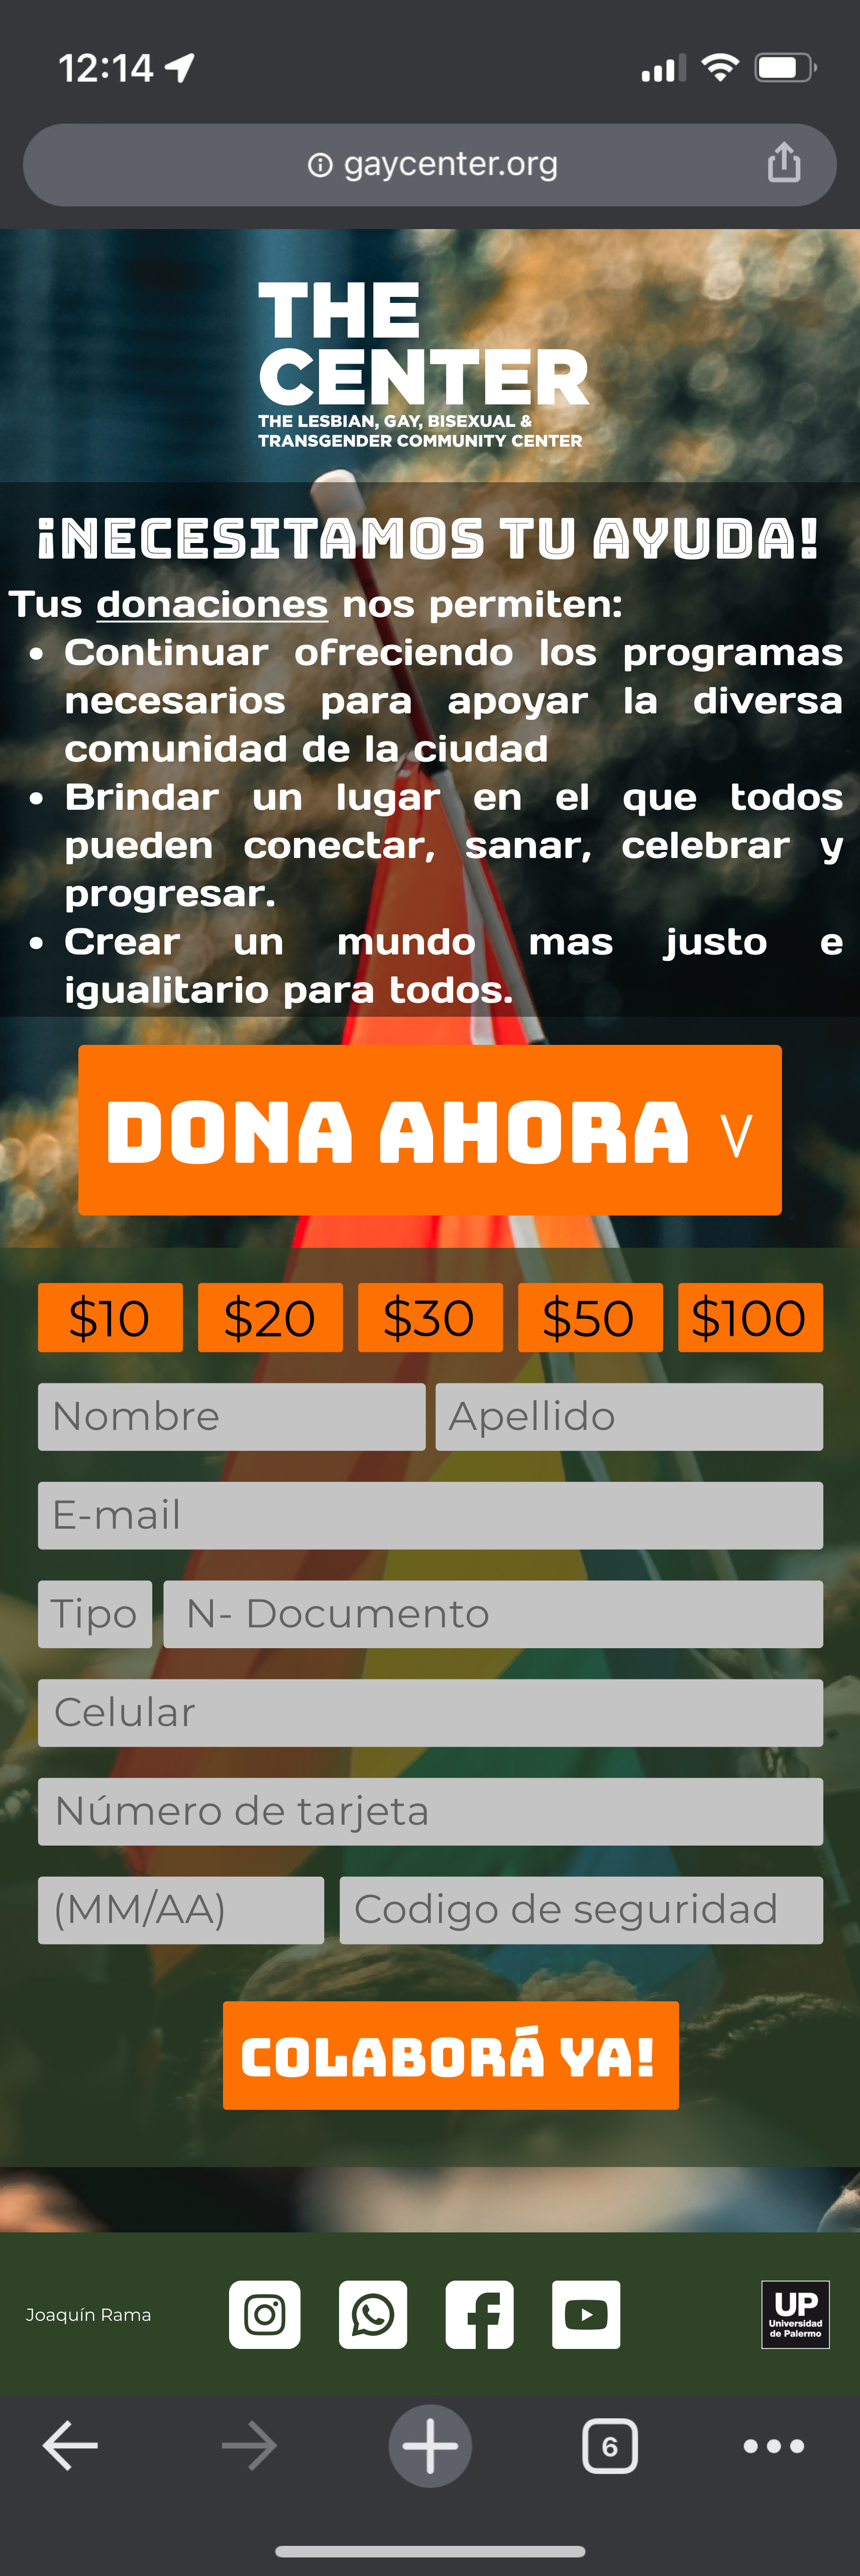 12:14
gaycenter.org
THE
CENTER
THE LESBIAN, GAY, BISEXUAL &
TRANSGENDER COMMUNITY CENTER
¡NECESITAMOS TU AYUDA!
Tus donaciones nos permiten:
• Continuar ofreciendo los programas
necesarios para apoyar la diversa
comunidad de la ciudad
• Brindar un lugar en el que todos
pueden conectar, sanar, celebrar y
progresar.
• Crear un mundo mas justo e
igualitario para todos.
DONA AHORA V
$10 $20 $30 $50 $100
Nombre Apellido
E-mail
Tipo N- Documento
Celular
Número de tarjeta
(MM/AA) Codigo de seguridad
COLABORÁ YA!
Joaquín Rama
UP
Universidad
de Palermo
6